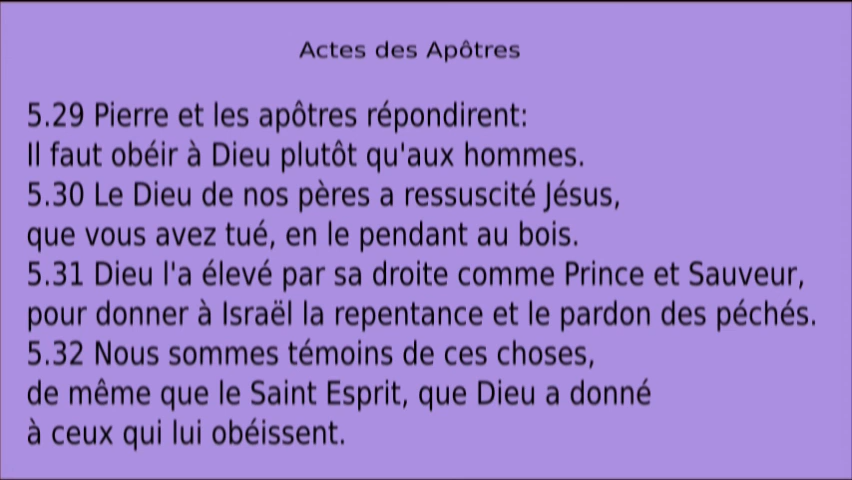 Actes des Apôtres
5.29 Pierre et les apôtres répondirent:
Il faut obéir à Dieu plutôt qu'aux hommes.
5.30 Le Dieu de nos pères a ressuscité Jésus,
que vous avez tué, en le pendant au bois.
5.31 Dieu l'a élevé par sa droite comme Prince et Sauveur,
pour donner à Israël la repentance et le pardon des péchés.
5.32 Nous sommes témoins de ces choses,
de même que le Saint Esprit, que Dieu a donné
à ceux qui lui obéissent.